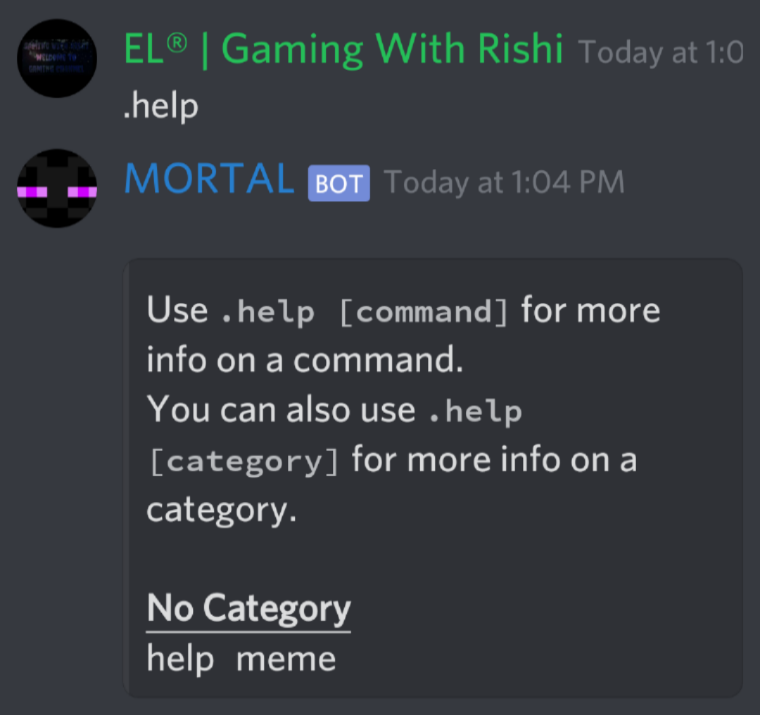 EL® | Gaming With Rishi Today at 1:0
.help
MORTAL BOT Today at 1:04 PM
Use .help [command] for more
info on a command.
You can also use .help
[category] for more info on a
category.
No Category
help meme